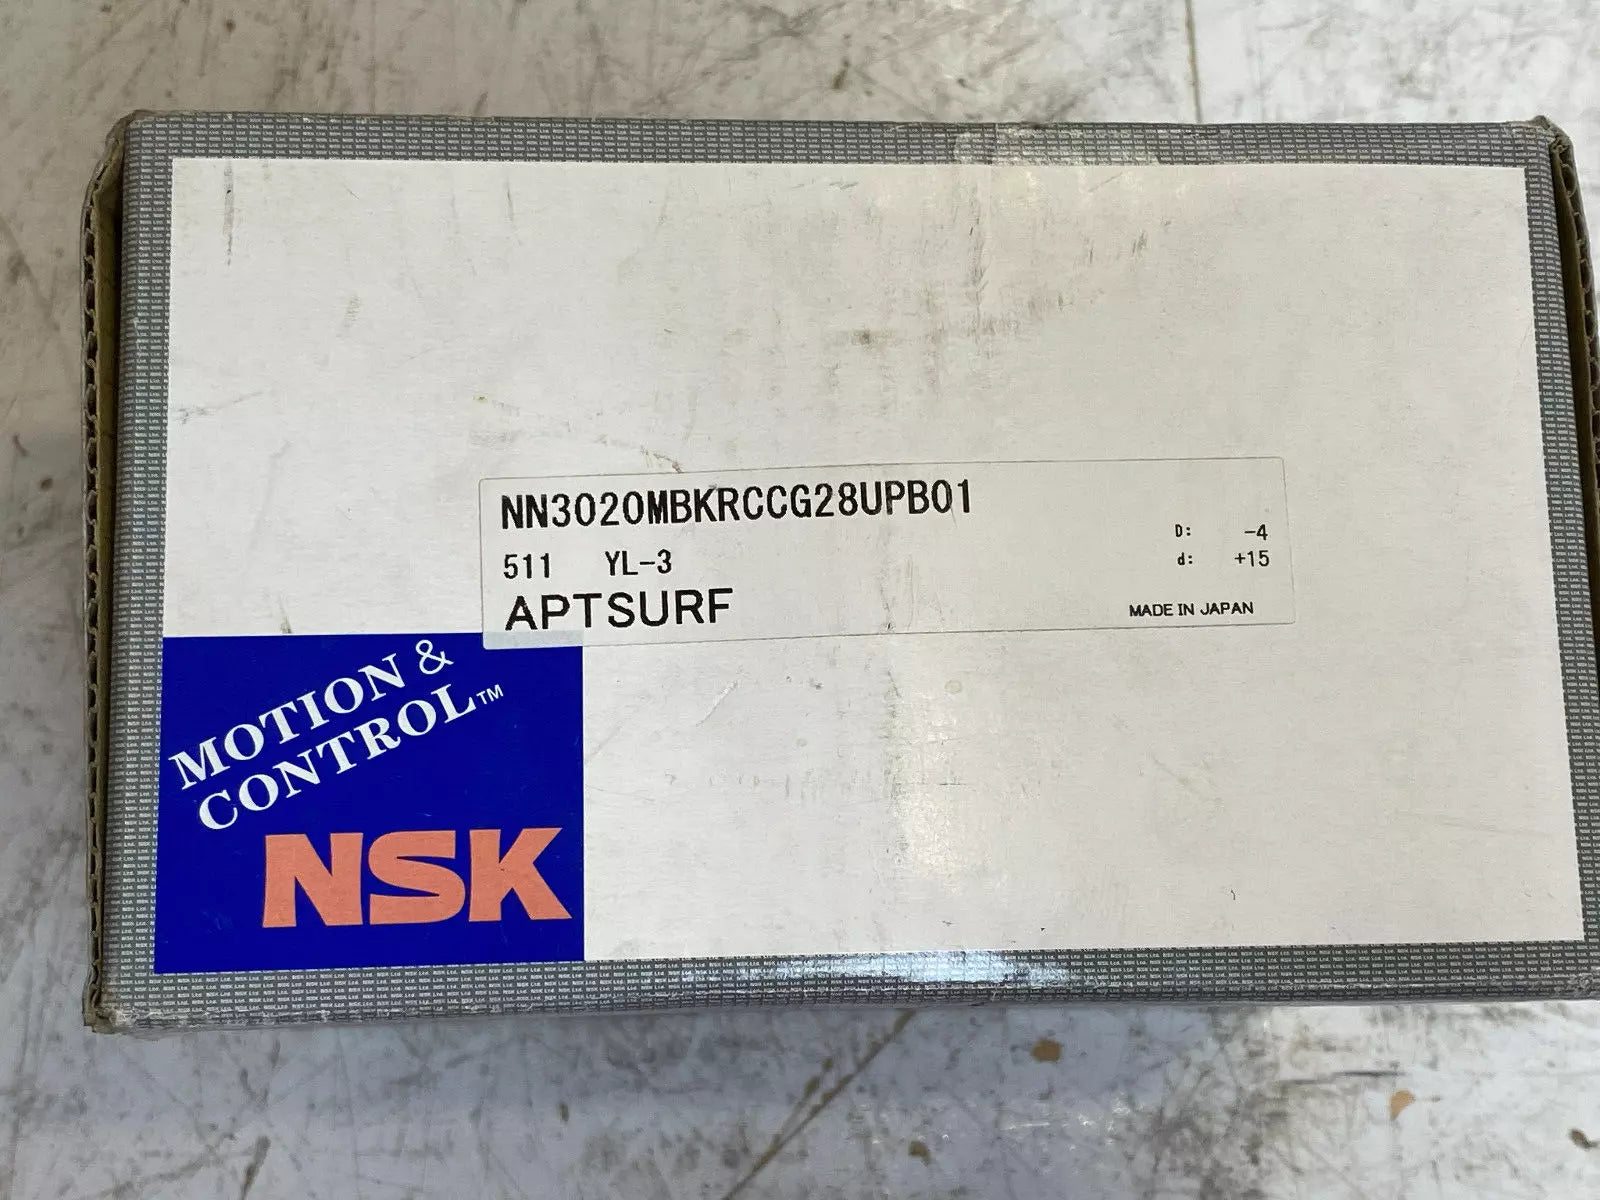 NN3020MBKRCCG28UPB01
511 YL-3
APTSURF
D: -4
d: +15
MADE IN JAPAN
MOTION &
CONTROL™
NSK